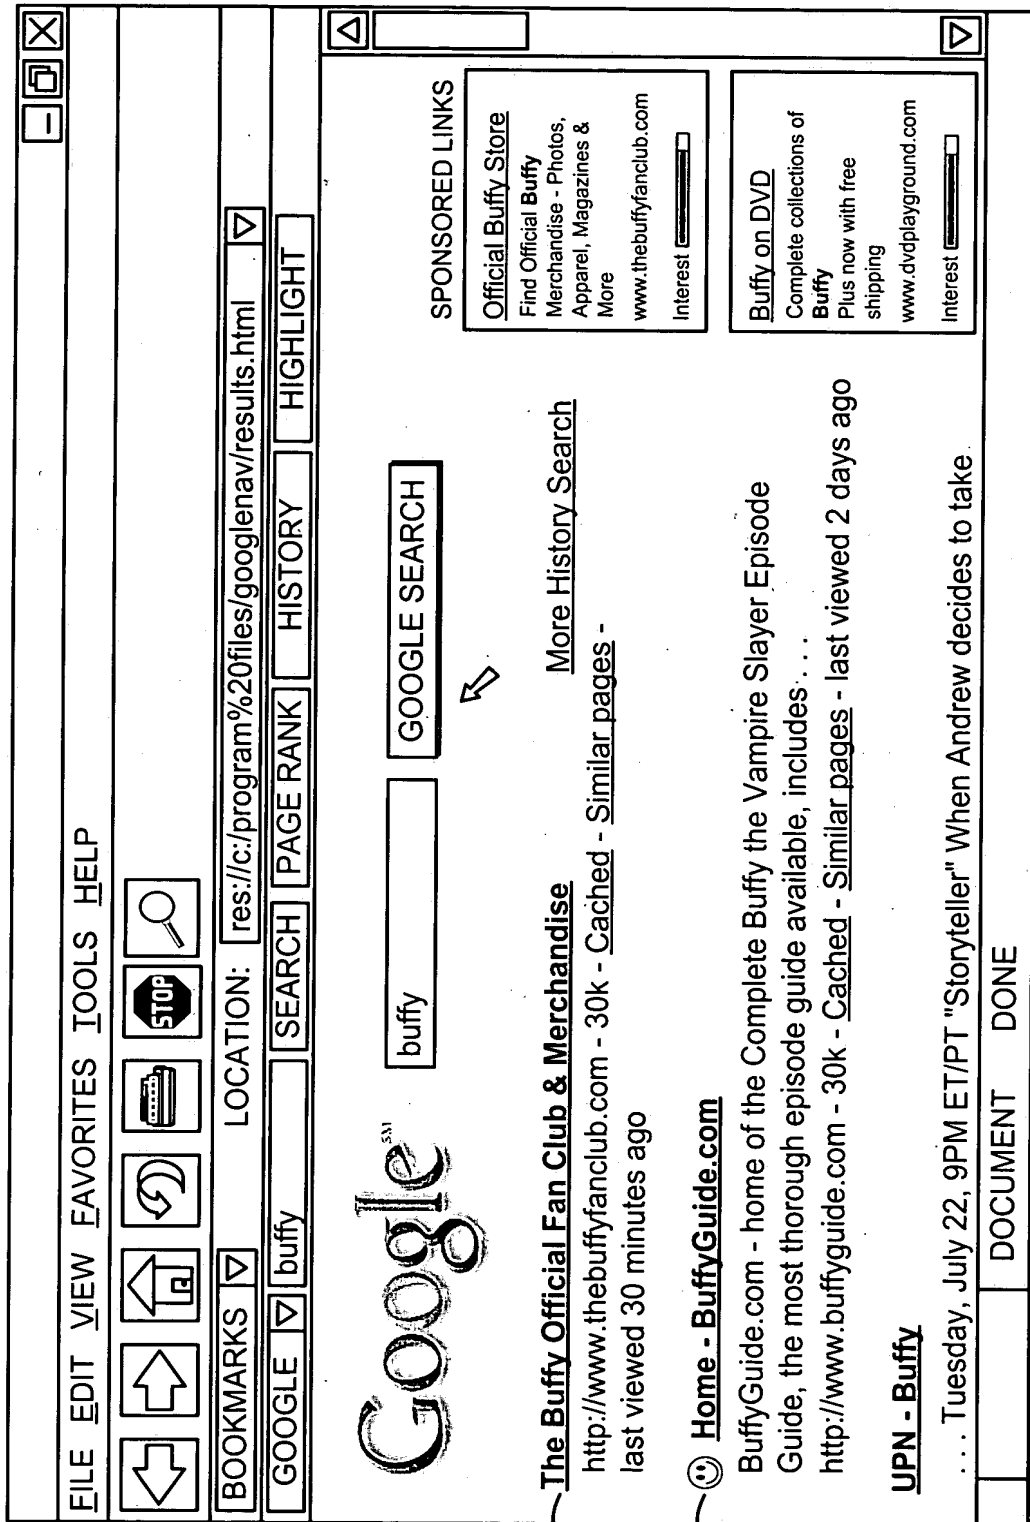 FILE EDIT VIEW FAVORITES TOOLS HELP
STOP
BOOKMARKS LOCATION: res://c:/program%20files/googlenav/results.html
GOOGLE buffy SEARCH PAGE RANK HISTORY HIGHLIGHT
Google SM buffy GOOGLE SEARCH
The Buffy Official Fan Club & Merchandise More History Search
http://www.thebuffyfanclub.com - 30k - Cached - Similar pages -
last viewed 30 minutes ago
Home - BuffyGuide.com
BuffyGuide.com - home of the Complete Buffy the Vampire Slayer Episode
Guide, the most thorough episode guide available, includes. . . .
http://www.buffyguide.com - 30k - Cached - Similar pages - last viewed 2 days ago
UPN - Buffy
. . . Tuesday, July 22, 9PM ET/PT "Storyteller" When Andrew decides to take
SPONSORED LINKS
Official Buffy Store
Find Official Buffy
Merchandise - Photos,
Apparel, Magazines &
More
www.thebuffyfanclub.com
Interest
Buffy on DVD
Complete collections of
Buffy
Plus now with free
shipping
www.dvdplayground.com
Interest
DOCUMENT DONE